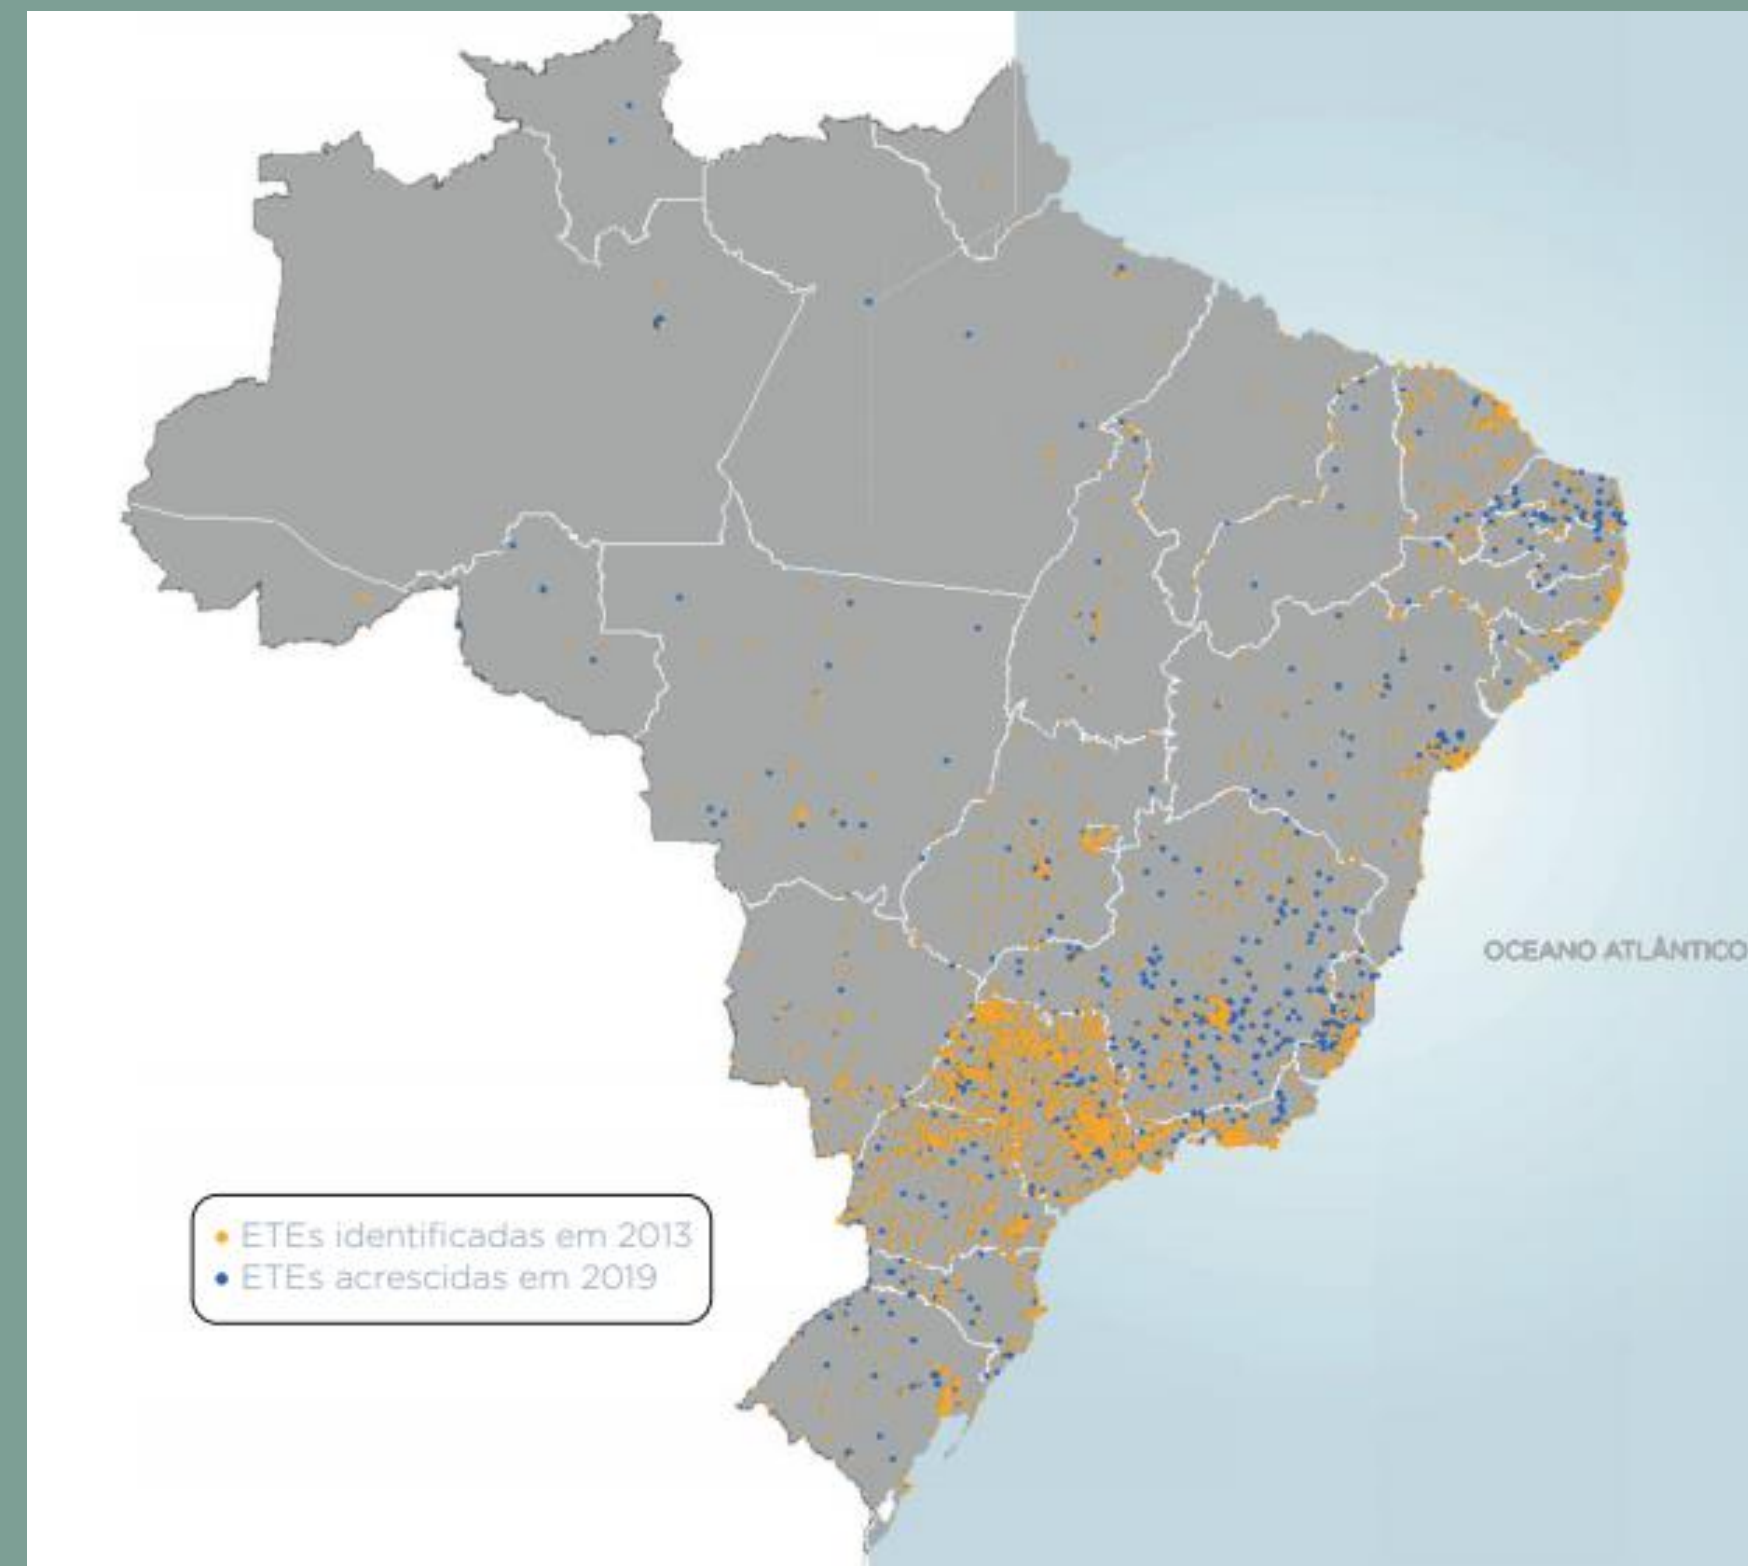 OCEANO ATLÂNTICO
ETEs identificadas em 2013
ETEs acrescidas em 2019